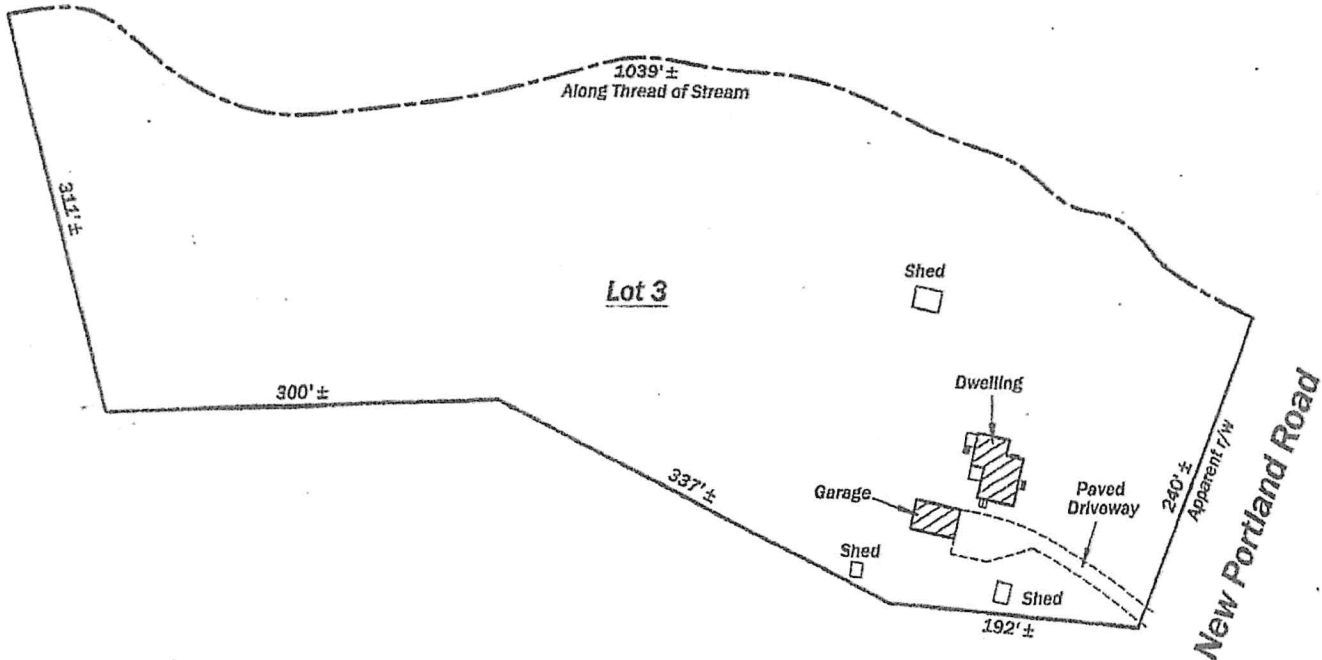 1039'±
Along Thread of Stream
311'±
Lot 3
Shed
300'±
Dwelling
337'±
Garage
Paved
Driveway
240'±
Apparent r/w
New Portland Road
Shed
Shed
192'±